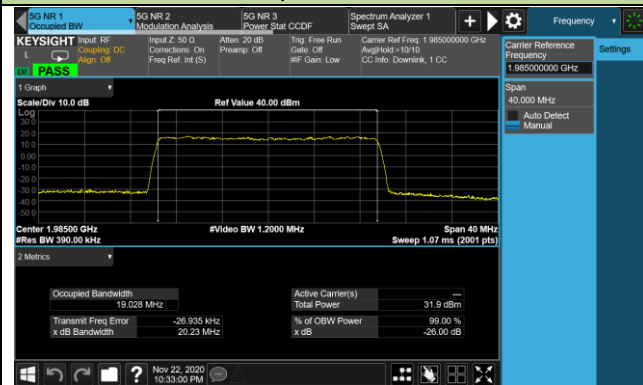 5G NR 1
Occupied BW
5G NR 2
Modulation Analysis
5G NR 3
Power Stat CCDF
Spectrum Analyzer 1
Swept SA
Frequency
KEYSIGHT
L
PASS
Input: RF
Coupling: DC
Align: Off
Input Z: 50 Ω
Corrections: On
Freq Ref: Int (S)
Atten: 20 dB
Preamp: Off
Trig: Free Run
Gate: Off
#IF Gain: Low
Carrier Ref Freq: 1.985000000 GHz
Avg|Hold:>10/10
CC Info: Downlink, 1 CC
Carrier Reference Frequency
1.985000000 GHz
Settings
Span
40.000 MHz
Auto Detect
Manual
1 Graph
Scale/Div 10.0 dB
Ref Value 40.00 dBm
Log
30.0
20.0
10.0
0.00
-10.0
-20.0
-30.0
-40.0
-50.0
Center 1.98500 GHz
#Video BW 1.2000 MHz
Span 40 MHz
#Res BW 390.00 kHz
Sweep 1.07 ms (2001 pts)
2 Metrics
Occupied Bandwidth
19.028 MHz
Active Carrier(s)
---
Total Power
31.9 dBm
Transmit Freq Error
-26.935 kHz
% of OBW Power
99.00 %
x dB Bandwidth
20.23 MHz
x dB
-26.00 dB
?
Nov 22, 2020
10:33:00 PM